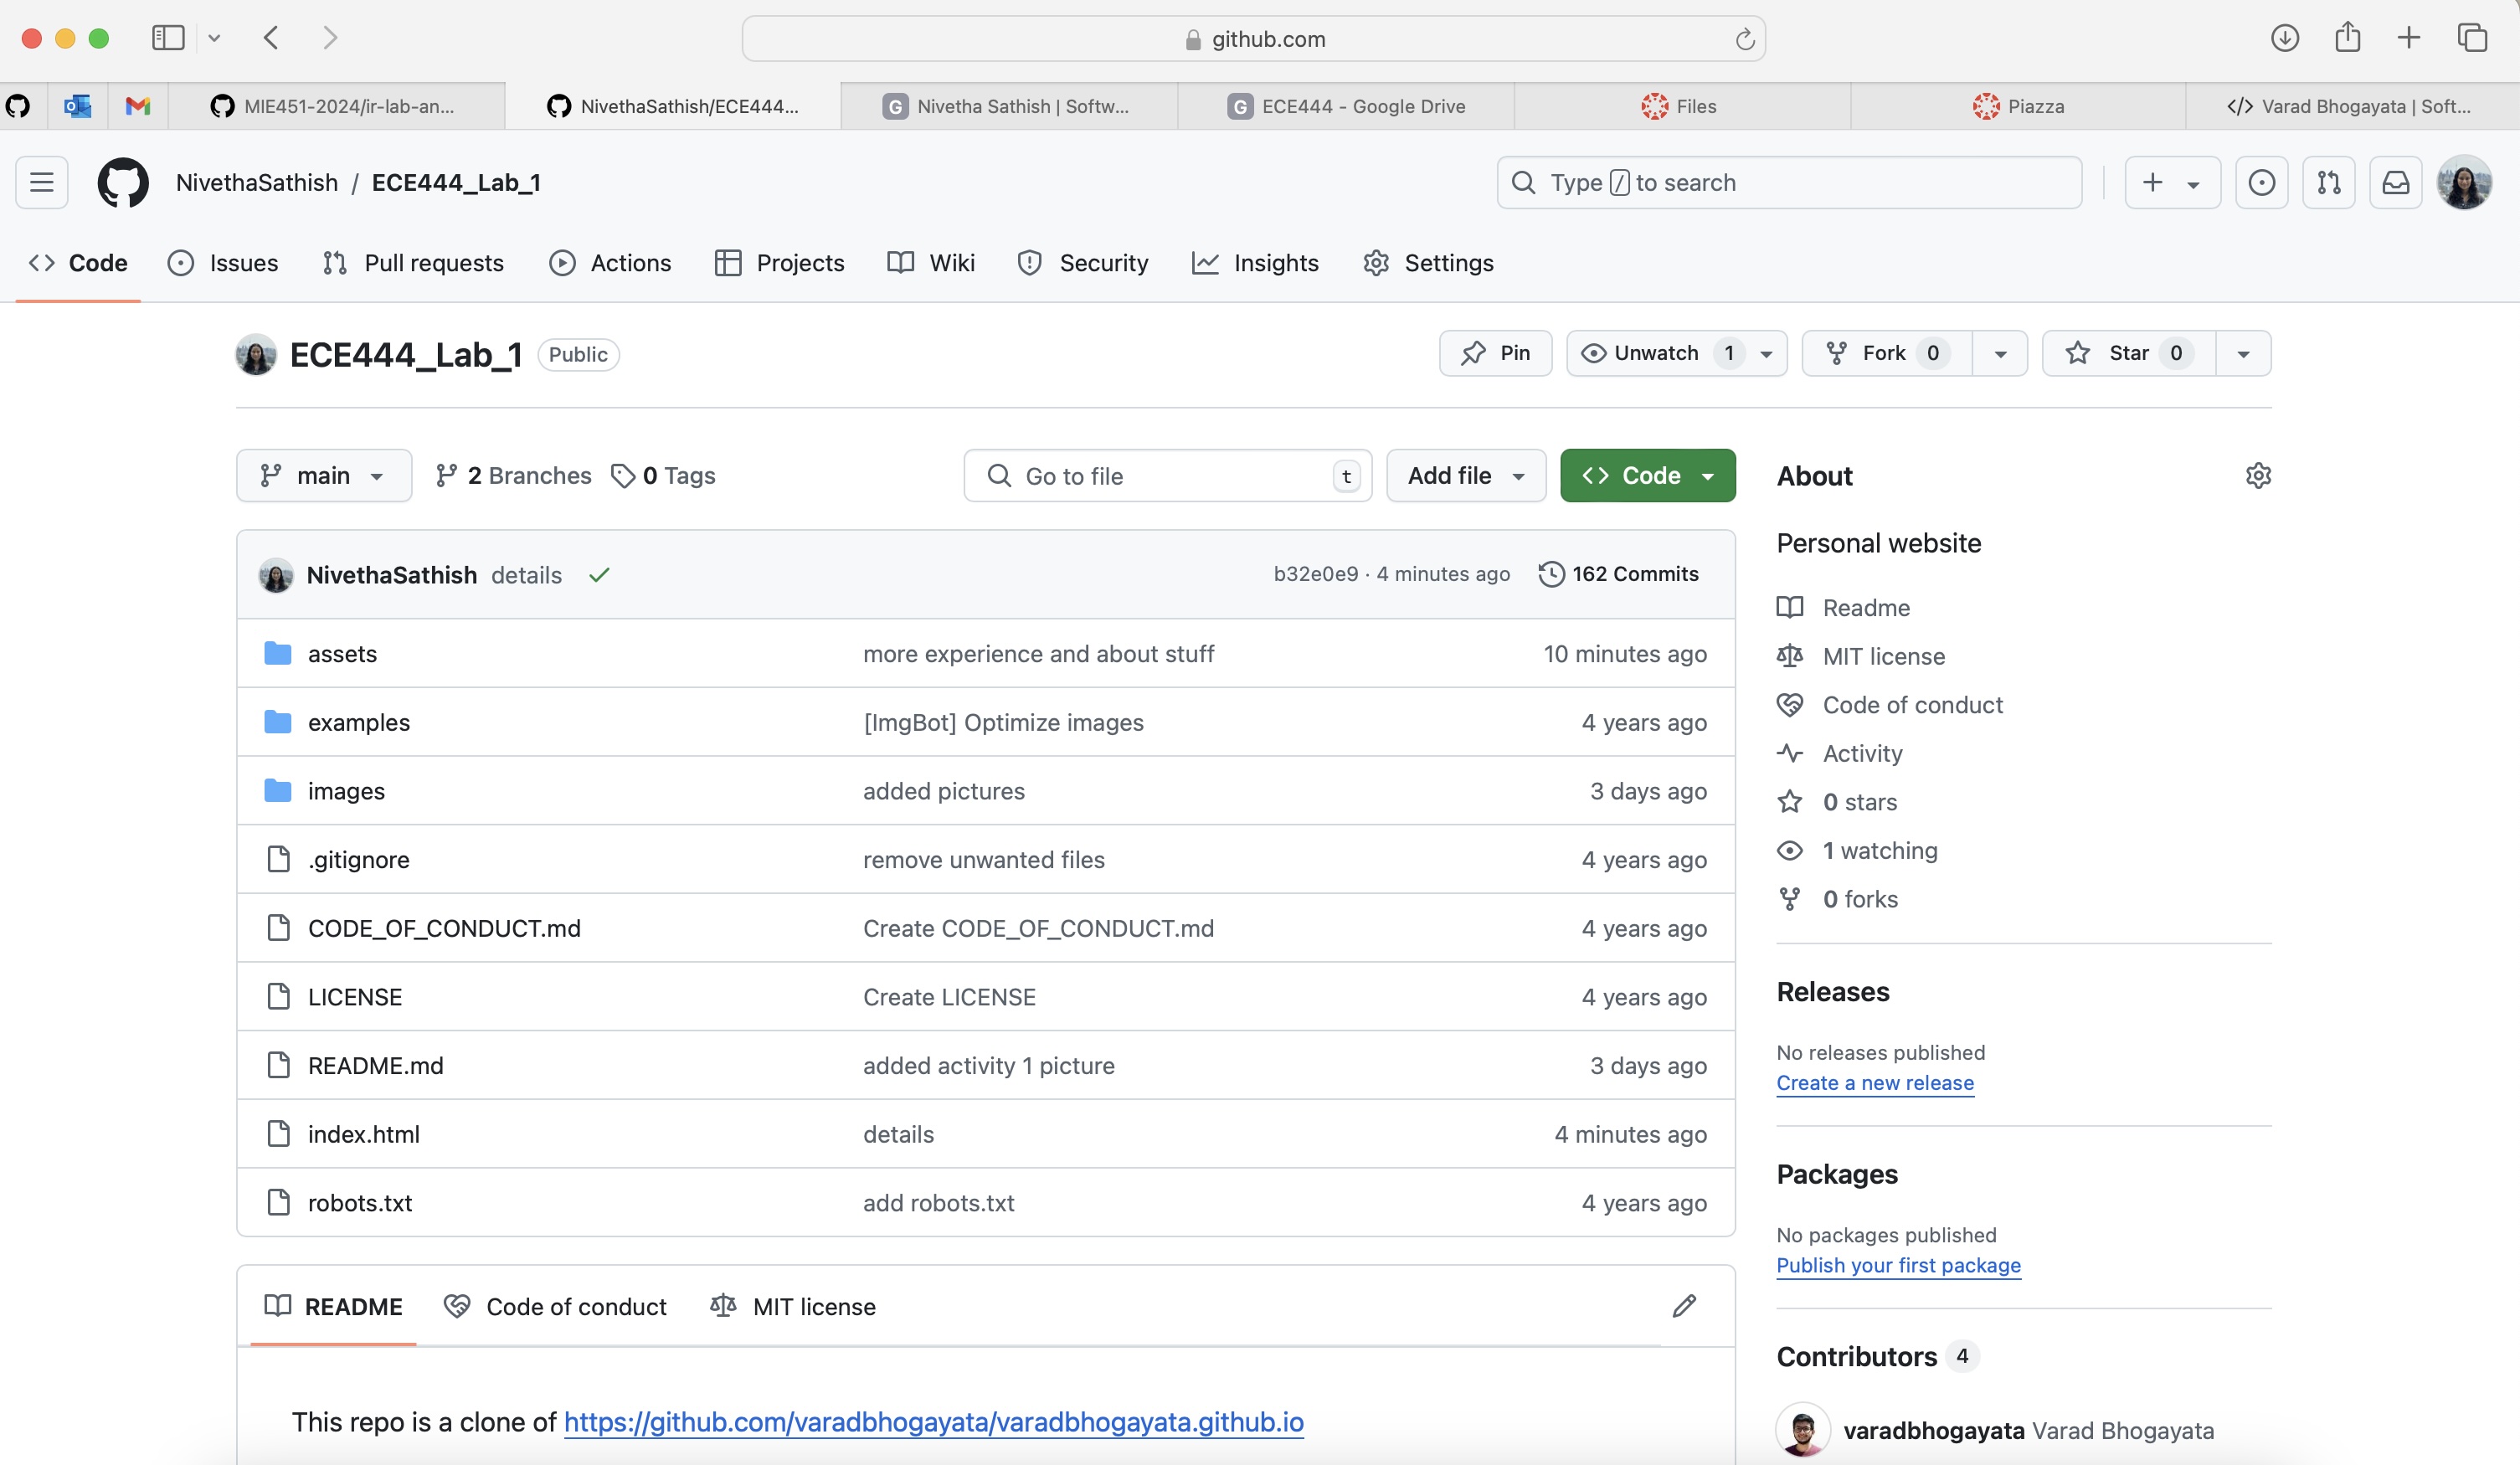 github.com
MIE451-2024/ir-lab-an...
NivethaSathish/ECE444...
G Nivetha Sathish | Softw...
G ECE444 - Google Drive
Files
Piazza
</> Varad Bhogayata | Soft...
NivethaSathish / ECE444_Lab_1
Type / to search
Code
Issues
Pull requests
Actions
Projects
Wiki
Security
Insights
Settings
ECE444_Lab_1 Public
Pin
Unwatch 1
Fork 0
Star 0
main
2 Branches
0 Tags
Go to file t
Add file
<> Code
NivethaSathish details
b32e0e9 · 4 minutes ago
162 Commits
assets more experience and about stuff 10 minutes ago
examples [ImgBot] Optimize images 4 years ago
images added pictures 3 days ago
.gitignore remove unwanted files 4 years ago
CODE_OF_CONDUCT.md Create CODE_OF_CONDUCT.md 4 years ago
LICENSE Create LICENSE 4 years ago
README.md added activity 1 picture 3 days ago
index.html details 4 minutes ago
robots.txt add robots.txt 4 years ago
README
Code of conduct
MIT license
This repo is a clone of https://github.com/varadbhogayata/varadbhogayata.github.io
About
Personal website
Readme
MIT license
Code of conduct
Activity
0 stars
1 watching
0 forks
Releases
No releases published
Create a new release
Packages
No packages published
Publish your first package
Contributors 4
varadbhogayata Varad Bhogayata